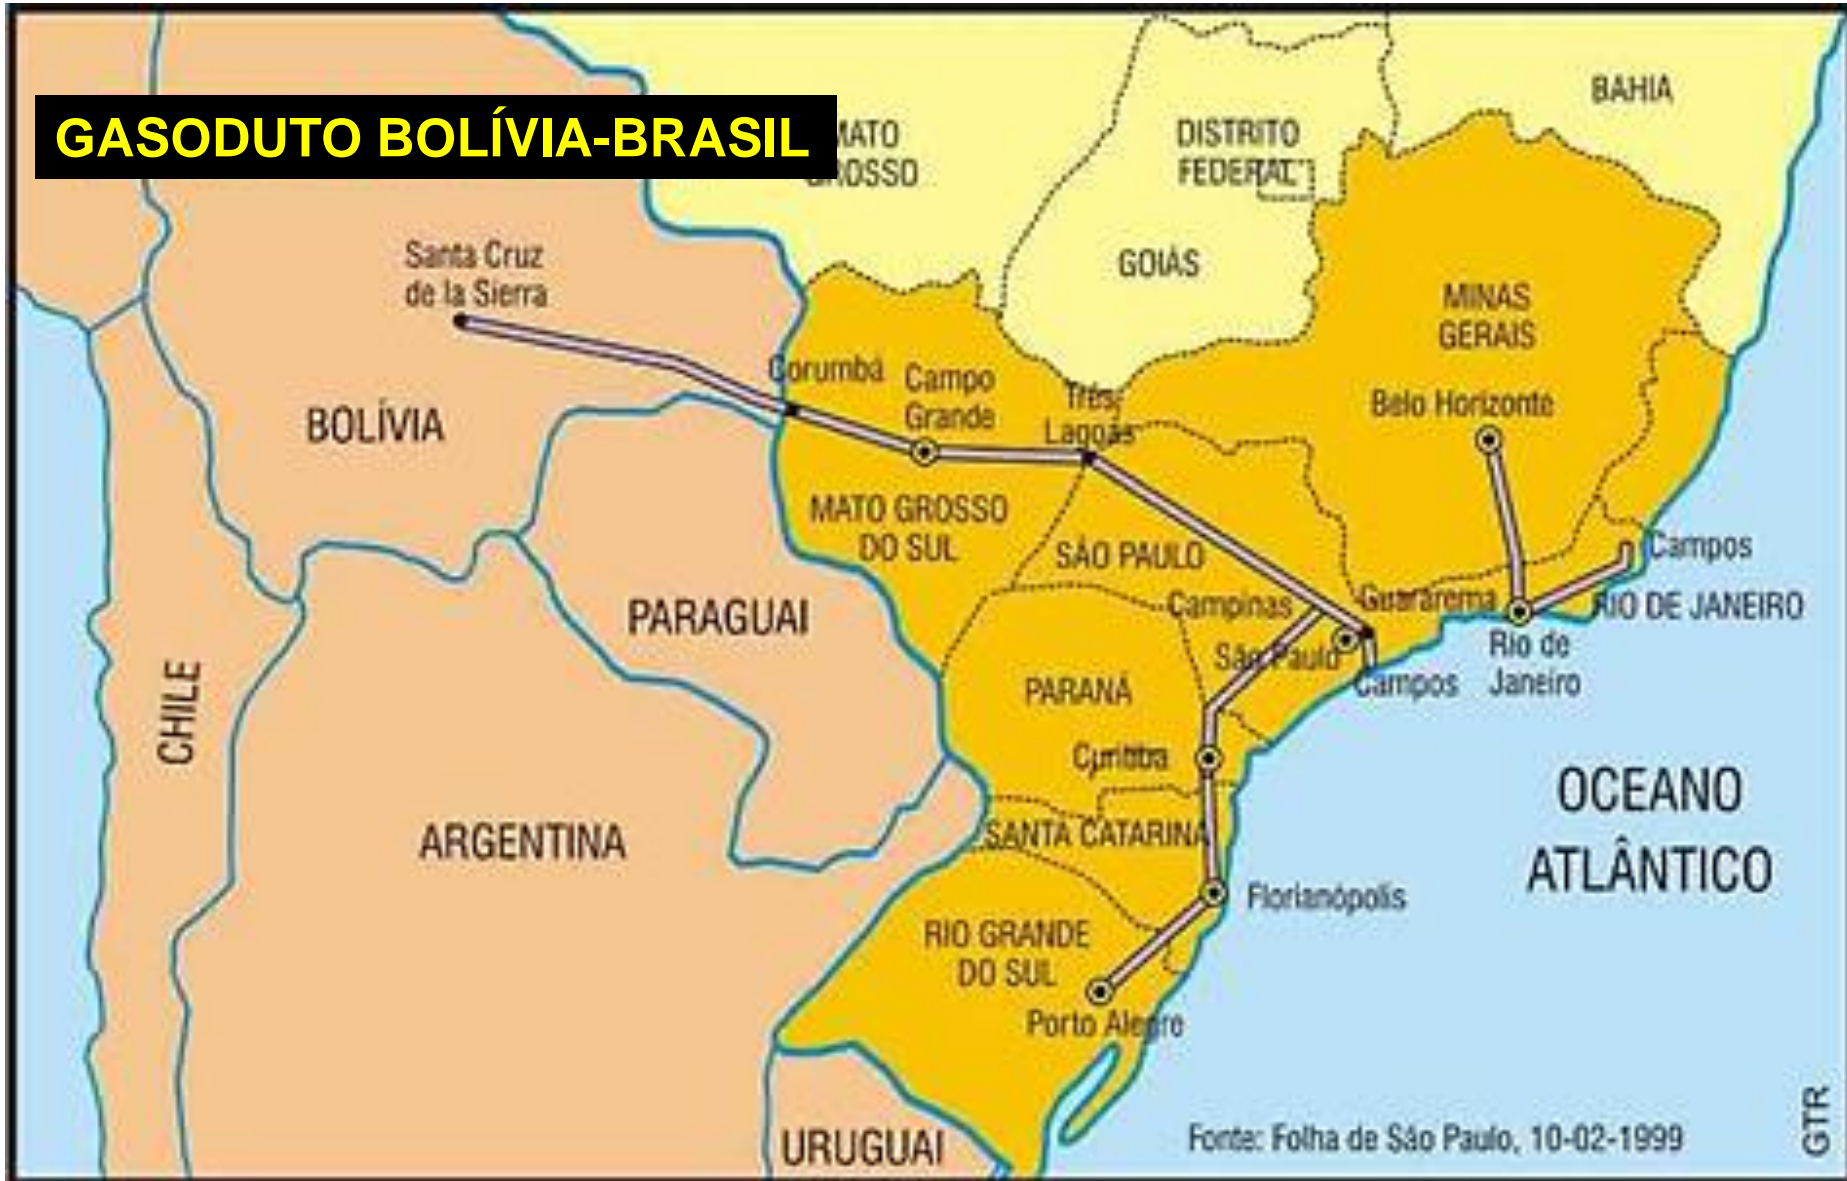 GASODUTO BOLÍVIA-BRASIL
MATO
GROSSO
DISTRITO
FEDERAL
BAHIA
GOIÁS
Santa Cruz
de la Sierra
MINAS
GERAIS
Corumbá
Campo
Grande
Três
Lagoas
Belo Horizonte
BOLÍVIA
MATO GROSSO
DO SUL
SÃO PAULO
Campos
PARAGUAI
Campinas
Guararema
RIO DE JANEIRO
São Paulo
Rio de
Janeiro
Campos
CHILE
PARANÁ
Curitiba
OCEANO
ATLÂNTICO
ARGENTINA
SANTA CATARINA
Florianópolis
RIO GRANDE
DO SUL
Porto Alegre
URUGUAI
Fonte: Folha de São Paulo, 10-02-1999
GTR